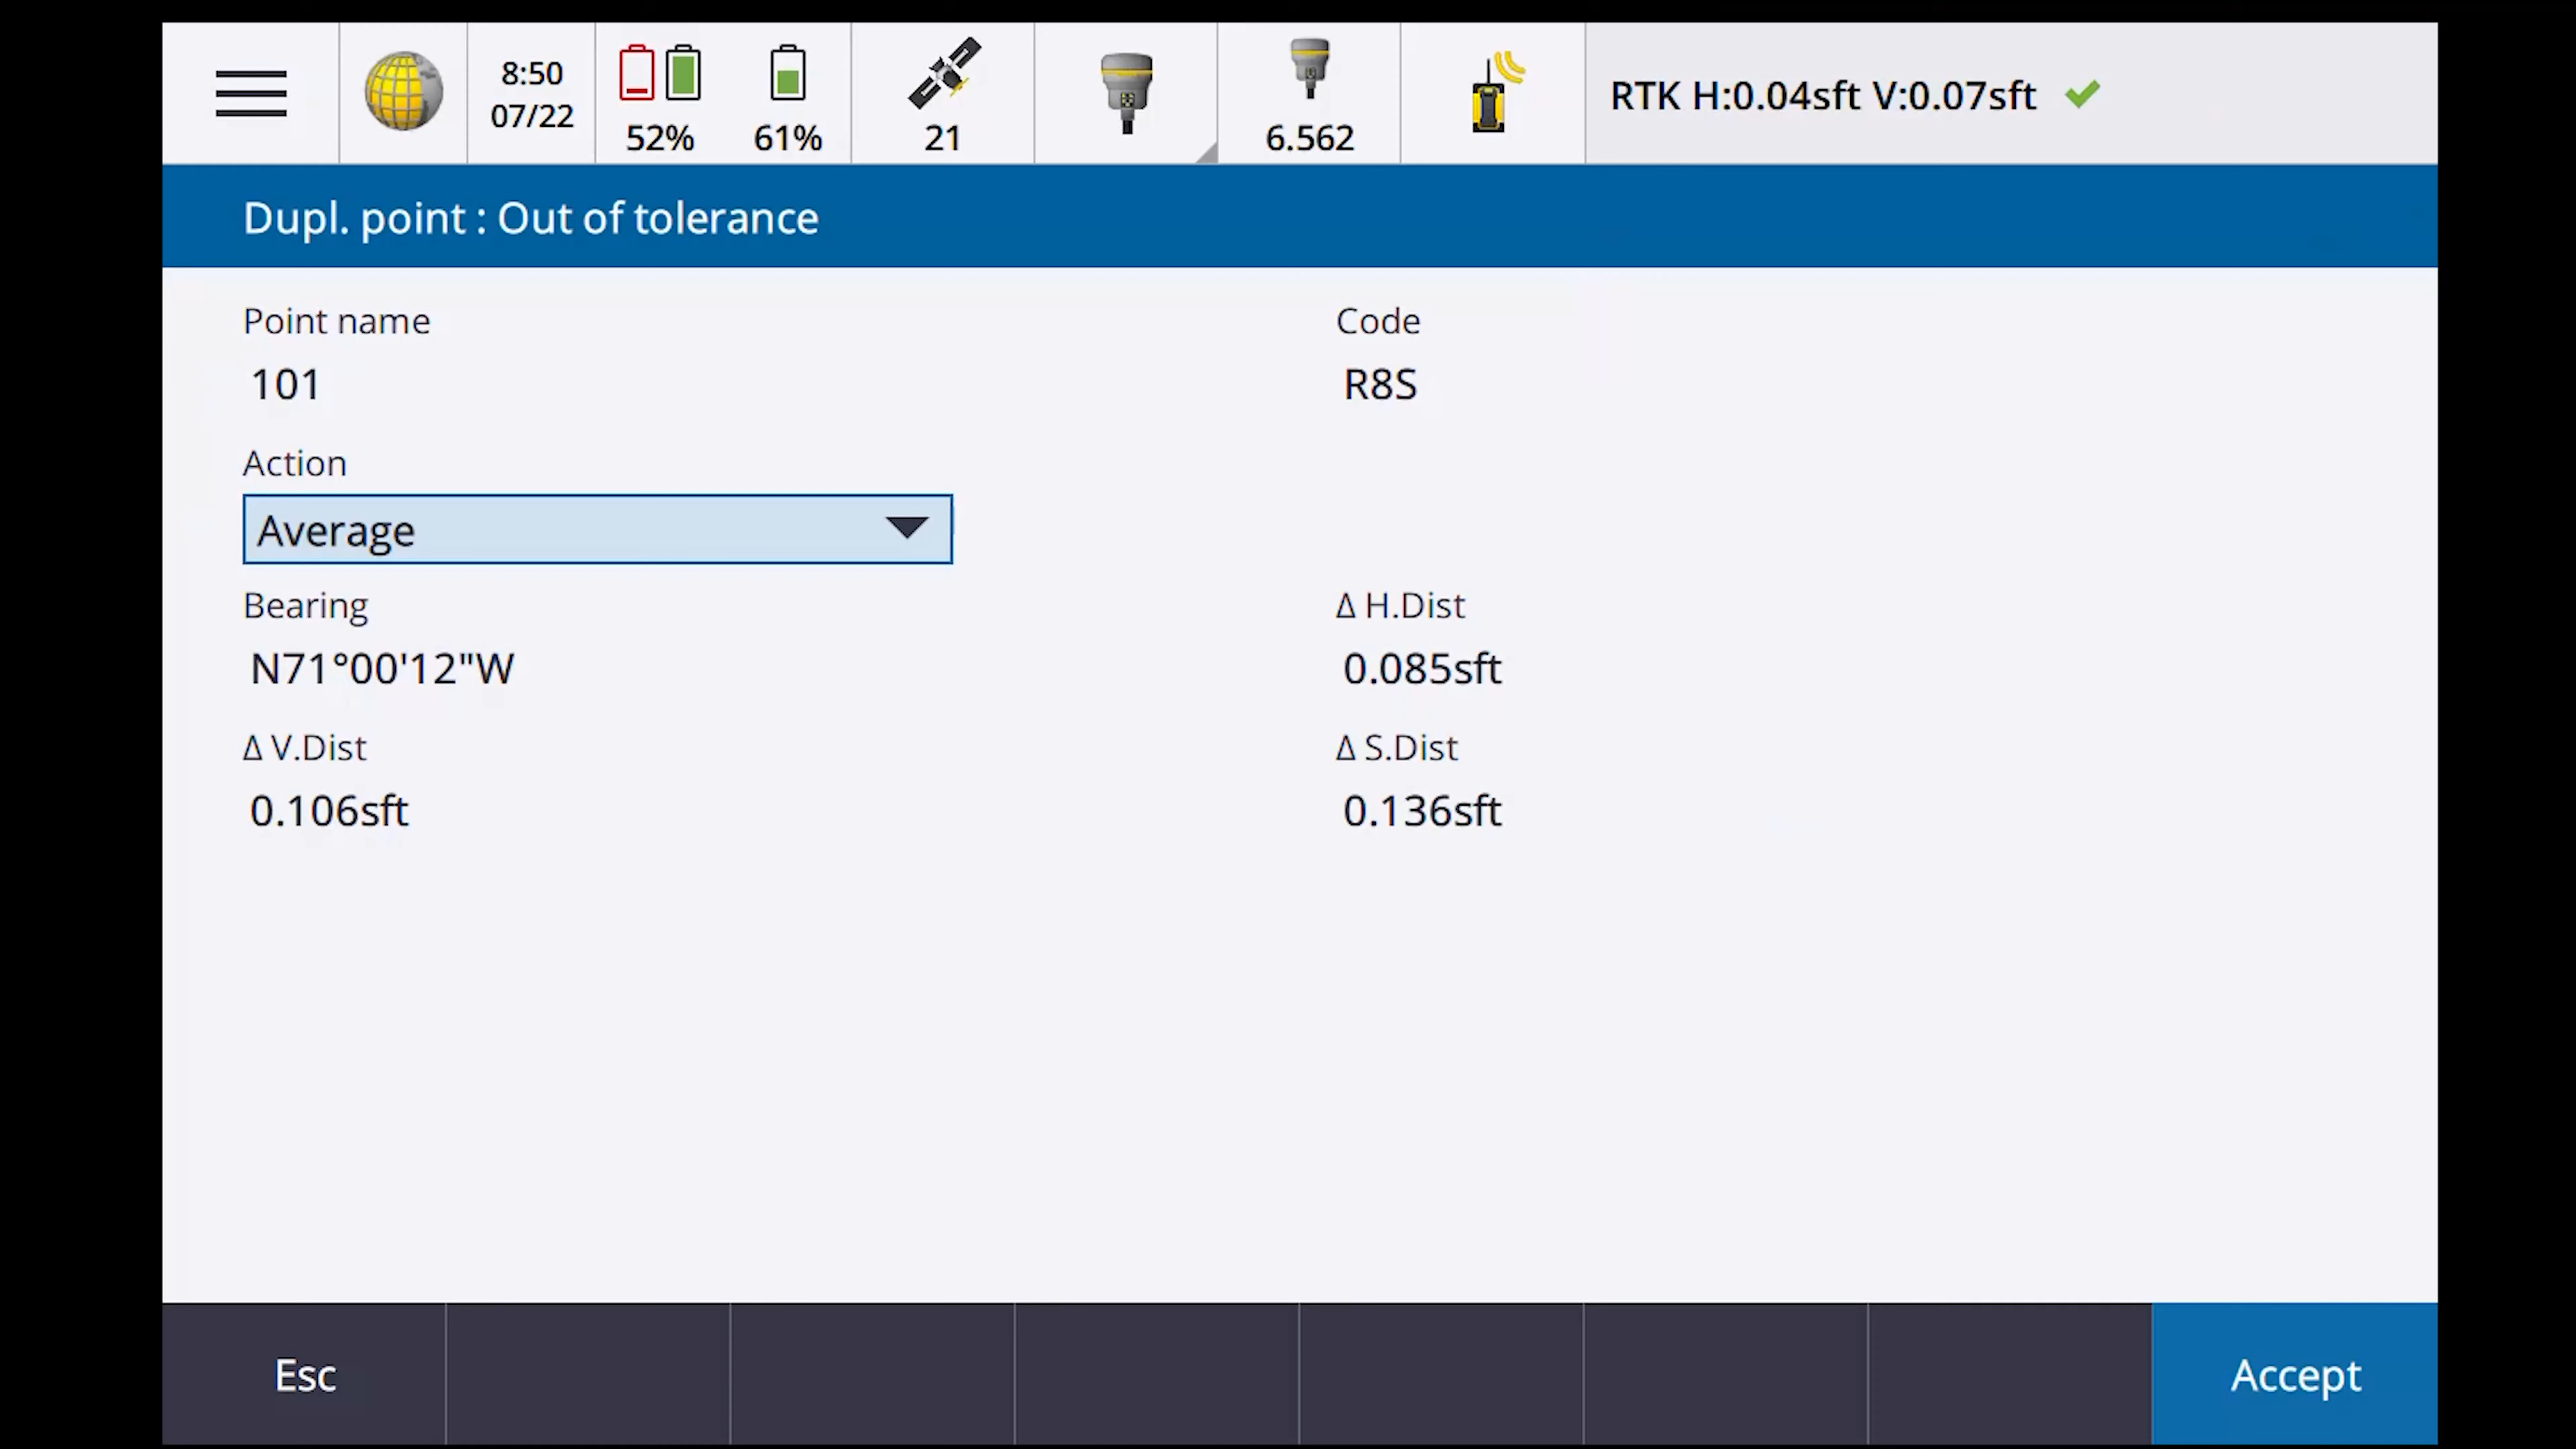 8:50
07/22
52%
61%
21
6.562
RTK H:0.04sft V:0.07sft
Dupl. point : Out of tolerance
Point name
Code
101
R8S
Action
Average
Bearing
Δ H.Dist
N71°00'12"W
0.085sft
Δ V.Dist
Δ S.Dist
0.106sft
0.136sft
Esc
Accept